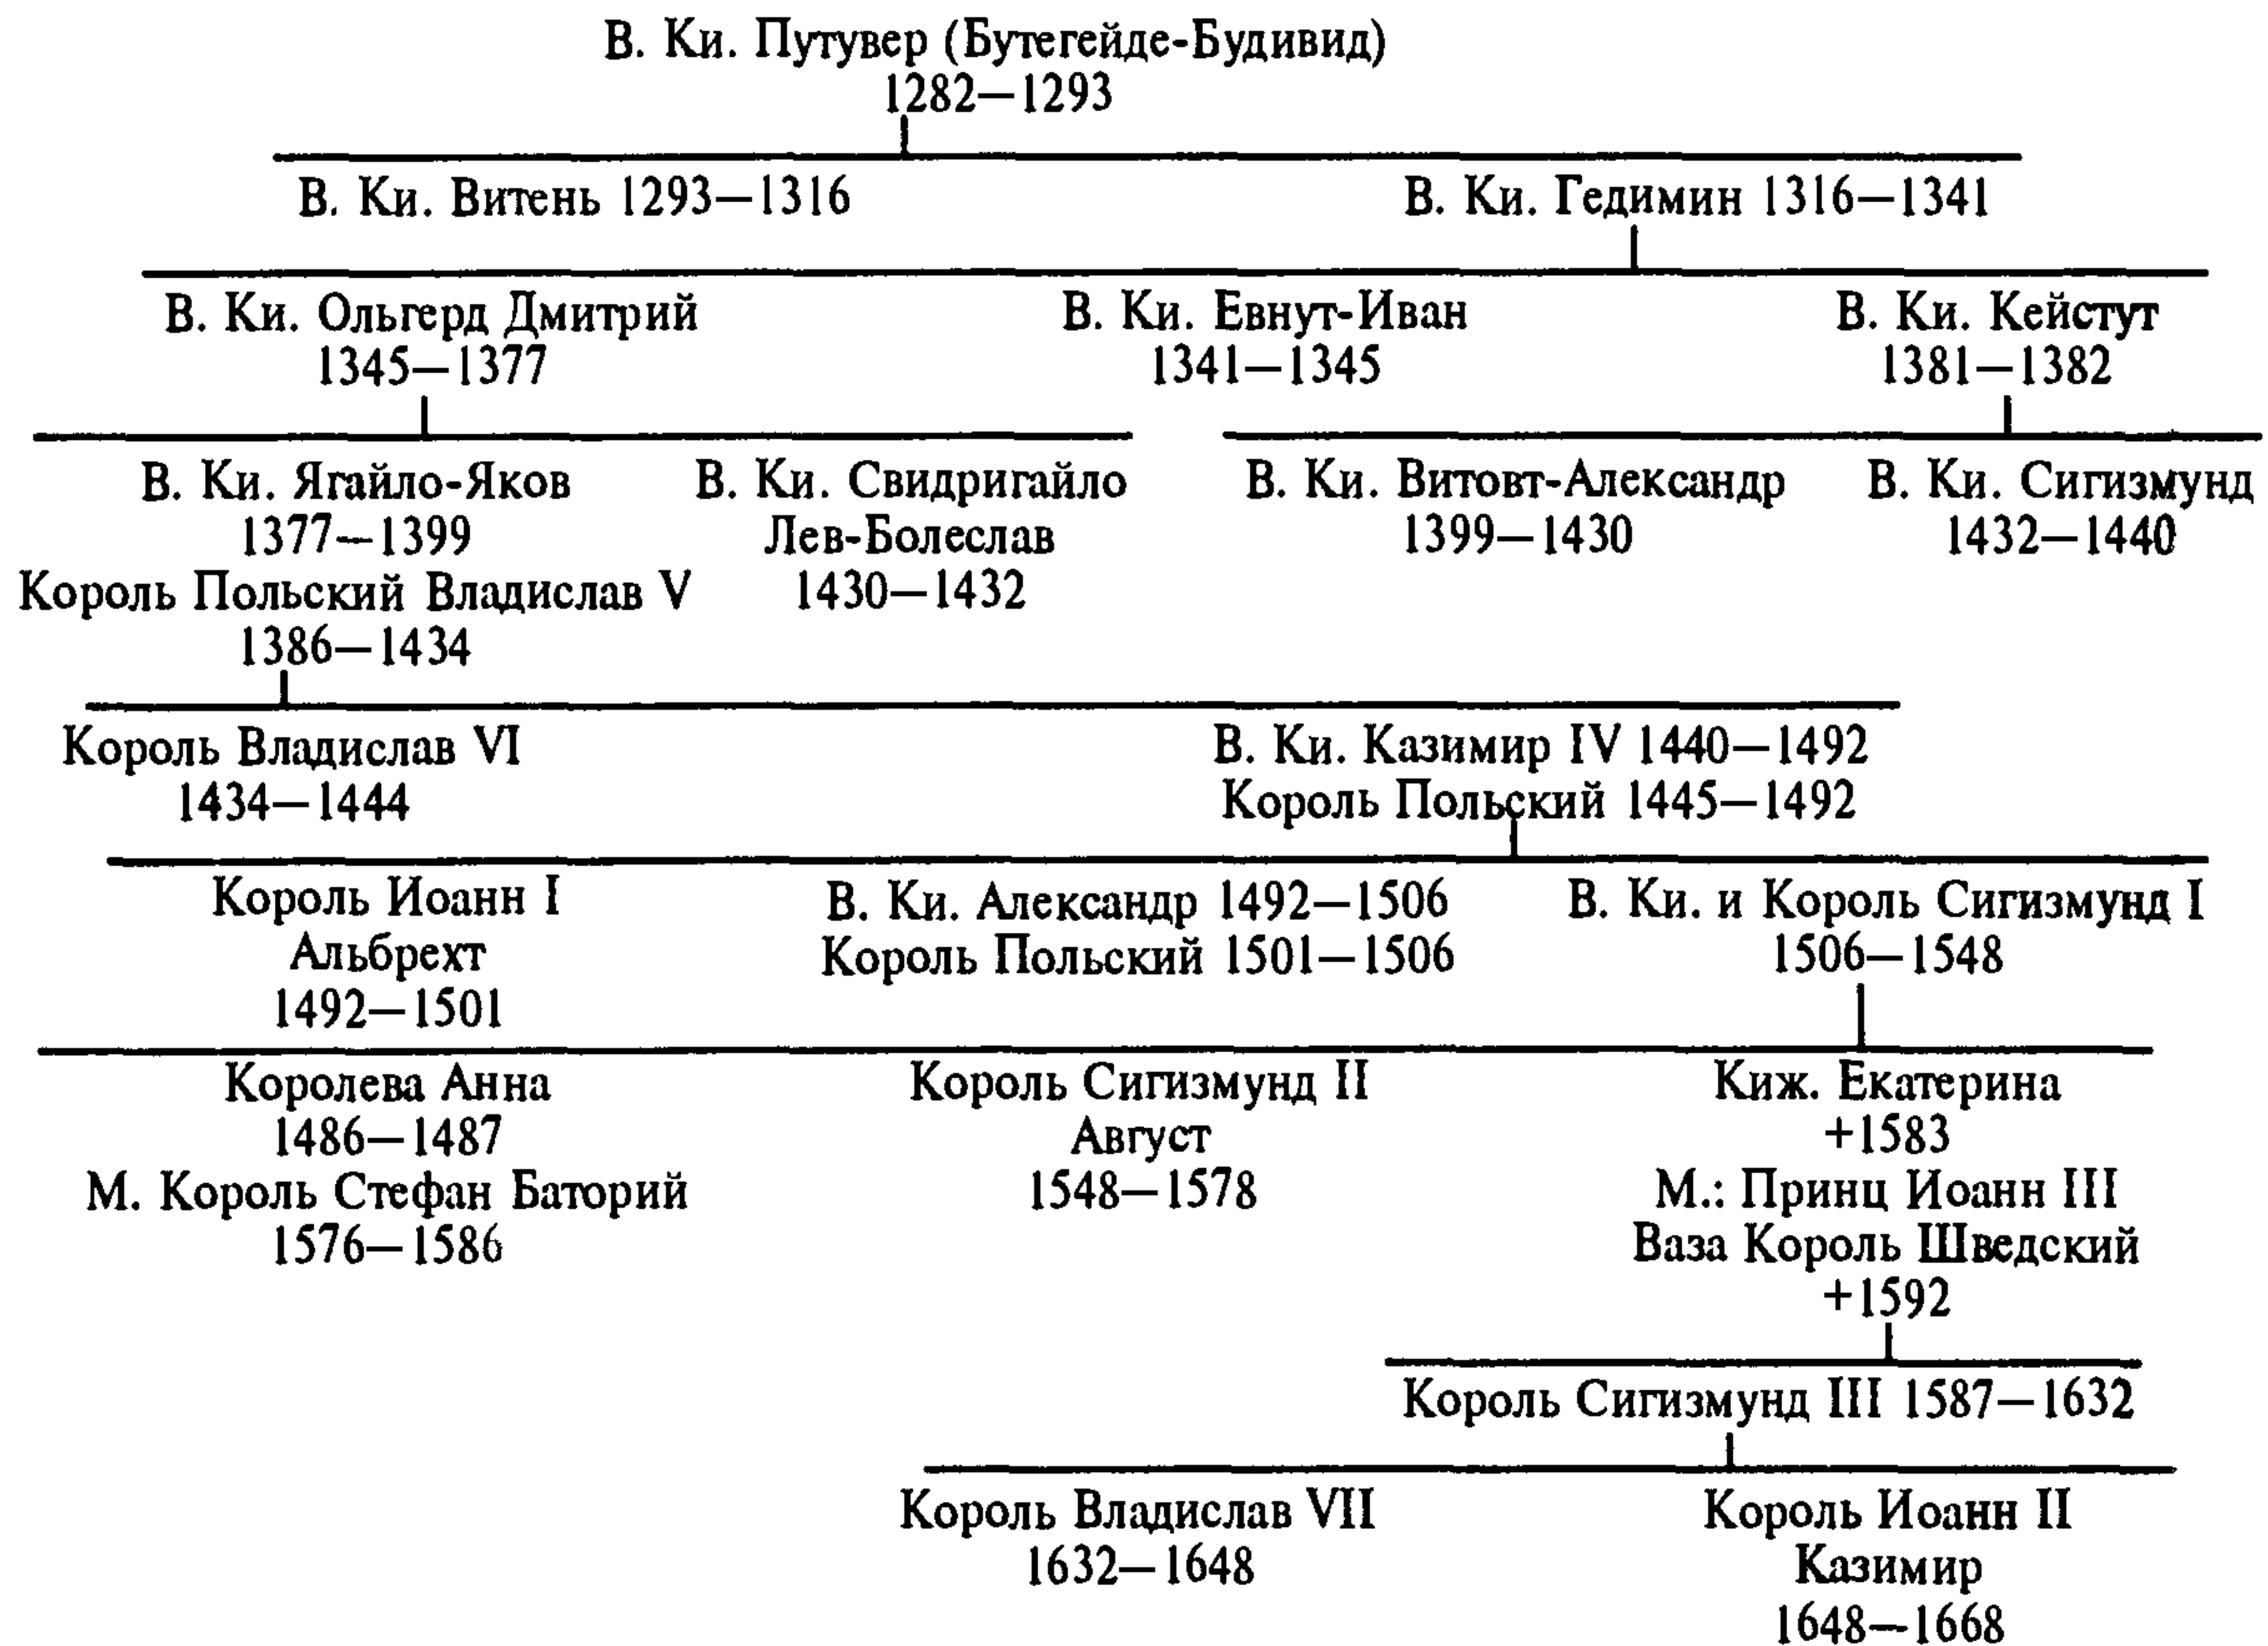 В. Ки. Путувер (Бутегейде-Будивид)
1282—1293
В. Ки. Витень 1293—1316
В. Ки. Гедимин 1316—1341
В. Ки. Ольгерд Дмитрий
1345—1377
В. Ки. Евнут-Иван
1341—1345
В. Ки. Кейстут
1381—1382
В. Ки. Ягайло-Яков
1377—1399
Король Польский Владислав V
1386—1434
В. Ки. Свидригайло
Лев-Болеслав
1430—1432
В. Ки. Витовт-Александр
1399—1430
В. Ки. Сигизмунд
1432—1440
Король Владислав VI
1434—1444
В. Ки. Казимир IV 1440—1492
Король Польский 1445—1492
Король Иоанн I
Альбрехт
1492—1501
В. Ки. Александр 1492—1506
Король Польский 1501—1506
В. Ки. и Король Сигизмунд I
1506—1548
Королева Анна
1486—1487
М. Король Стефан Баторий
1576—1586
Король Сигизмунд II
Август
1548—1578
Киж. Екатерина
+1583
М.: Принц Иоанн III
Ваза Король Шведский
+1592
Король Сигизмунд III 1587—1632
Король Владислав VII
1632—1648
Король Иоанн II
Казимир
1648—1668